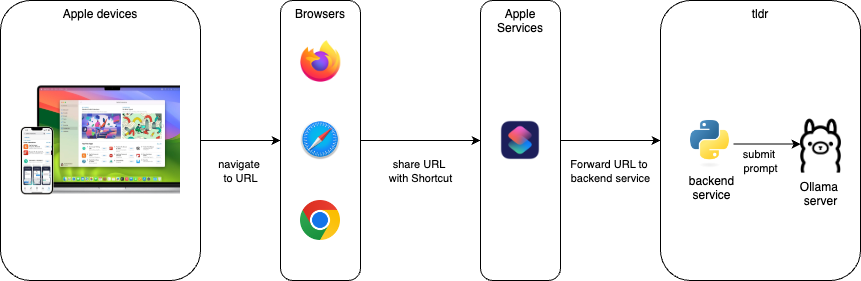 Apple devices
Browsers
Apple
Services
tldr
navigate
to URL
share URL
with Shortcut
Forward URL to
backend service
submit
prompt
backend
service
Ollama
server